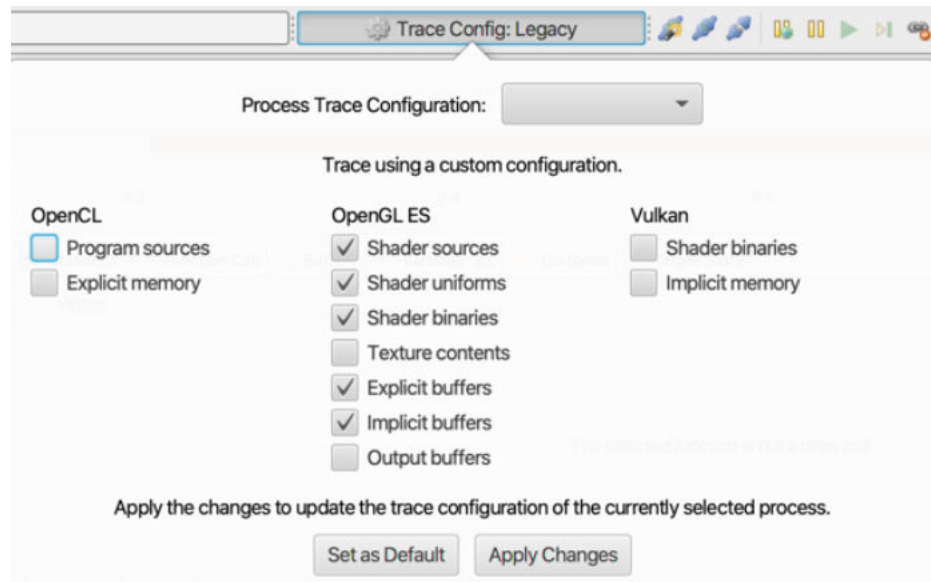 Trace Config: Legacy
Process Trace Configuration:
Trace using a custom configuration.
OpenCL
Program sources
Explicit memory
OpenGL ES
Shader sources
Shader uniforms
Shader binaries
Texture contents
Explicit buffers
Implicit buffers
Output buffers
Vulkan
Shader binaries
Implicit memory
Apply the changes to update the trace configuration of the currently selected process.
Set as Default
Apply Changes